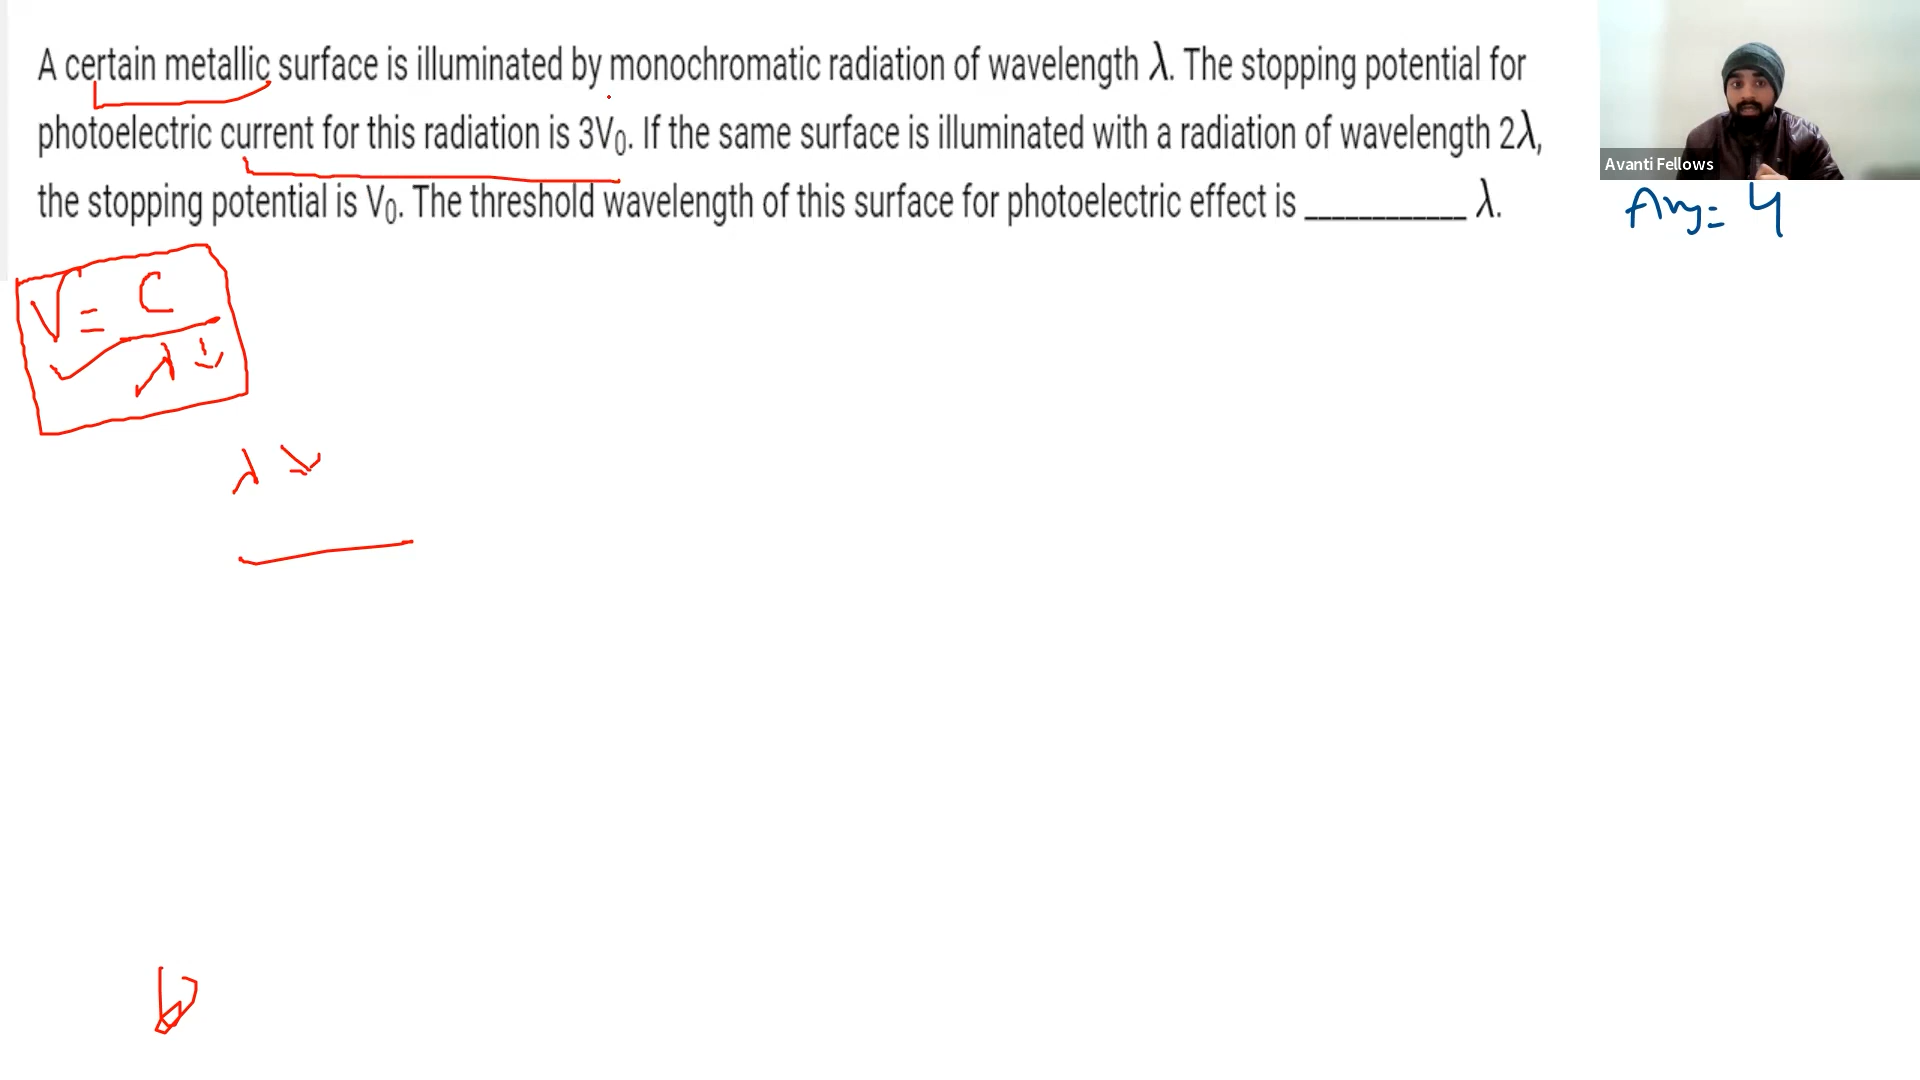 A certain metallic surface is illuminated by monochromatic radiation of wavelength λ. The stopping potential for
photoelectric current for this radiation is 3V₀. If the same surface is illuminated with a radiation of wavelength 2λ,
the stopping potential is V₀. The threshold wavelength of this surface for photoelectric effect is ____________ λ.
Avanti Fellows
Ans= 4
V = C
λ
λ